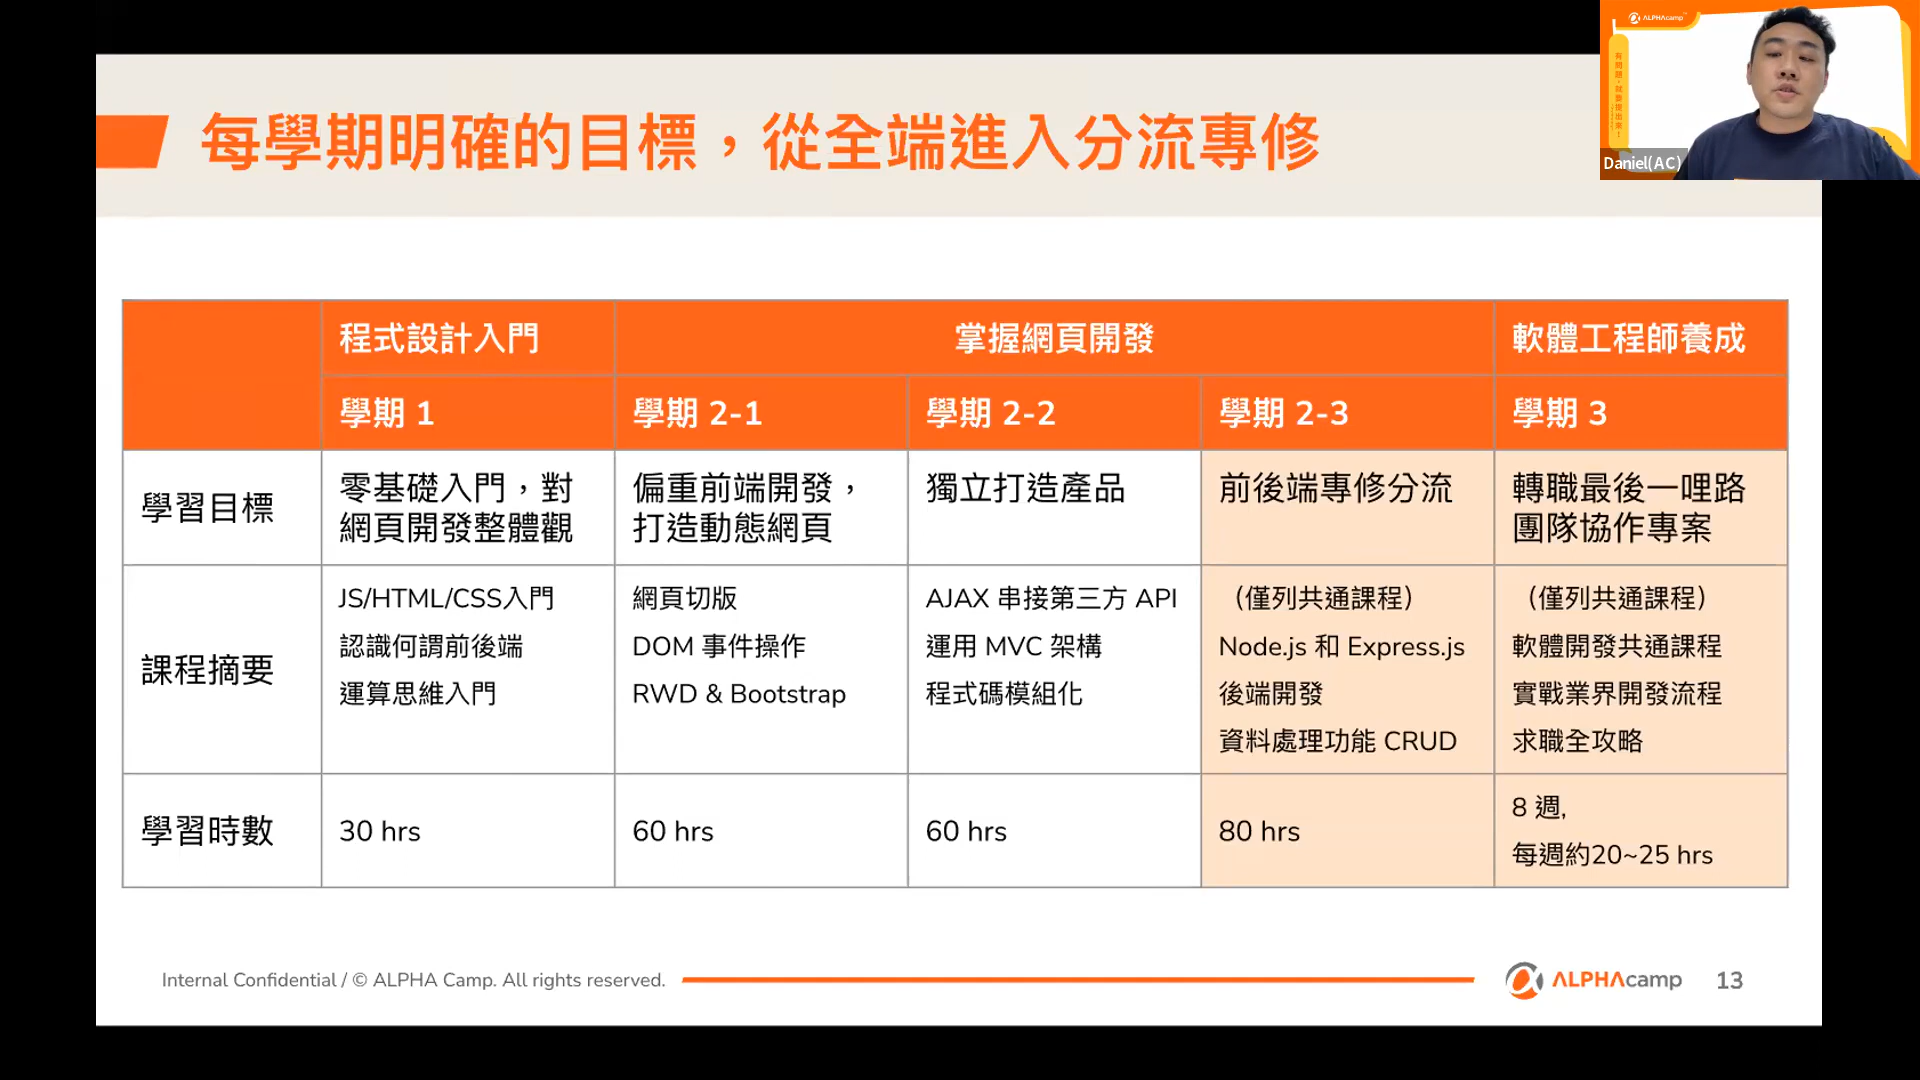 ALPHAcamp
有問題，就要提出來！
Daniel(AC)
每學期明確的目標，從全端進入分流專修
程式設計入門
掌握網頁開發
軟體工程師養成
學期 1
學期 2-1
學期 2-2
學期 2-3
學期 3
學習目標
零基礎入門，對
網頁開發整體觀
偏重前端開發，
打造動態網頁
獨立打造產品
前後端專修分流
轉職最後一哩路
團隊協作專案
課程摘要
JS/HTML/CSS入門
認識何謂前後端
運算思維入門
網頁切版
DOM 事件操作
RWD & Bootstrap
AJAX 串接第三方 API
運用 MVC 架構
程式碼模組化
（僅列共通課程）
Node.js 和 Express.js
後端開發
資料處理功能 CRUD
（僅列共通課程）
軟體開發共通課程
實戰業界開發流程
求職全攻略
學習時數
30 hrs
60 hrs
60 hrs
80 hrs
8 週,
每週約20~25 hrs
Internal Confidential / © ALPHA Camp. All rights reserved.
ALPHAcamp
13